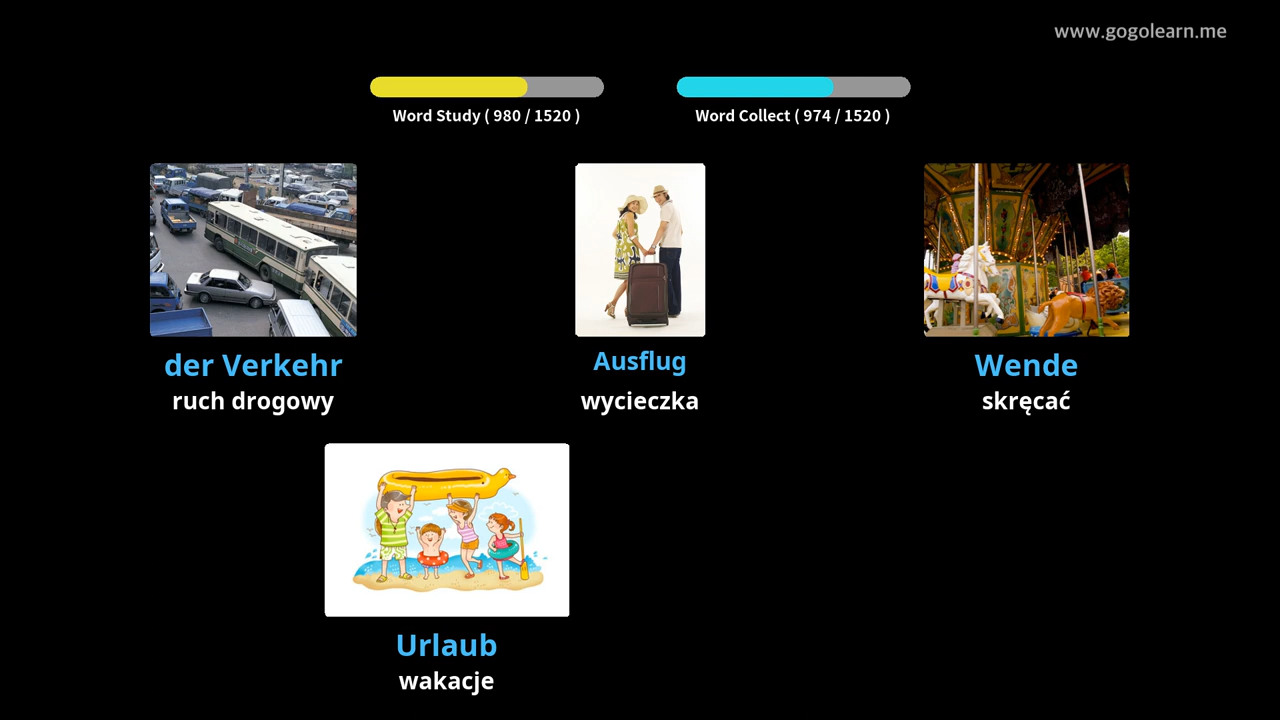 www.gogolearn.me
Word Study ( 980 / 1520 )
Word Collect ( 974 / 1520 )
der Verkehr
ruch drogowy
Ausflug
wycieczka
Wende
skręcać
Urlaub
wakacje